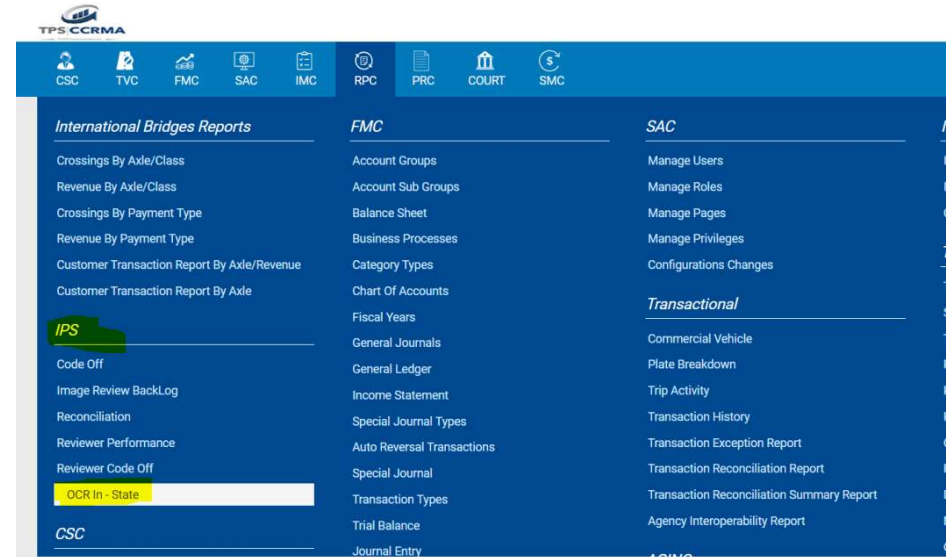 TPS CCRMA
CSC
TVC
FMC
SAC
IMC
RPC
PRC
COURT
SMC
International Bridges Reports
Crossings By Axle/Class
Revenue By Axle/Class
Crossings By Payment Type
Revenue By Payment Type
Customer Transaction Report By Axle/Revenue
Customer Transaction Report By Axle
IPS
Code Off
Image Review BackLog
Reconciliation
Reviewer Performance
Reviewer Code Off
OCR In - State
CSC
FMC
Account Groups
Account Sub Groups
Balance Sheet
Business Processes
Category Types
Chart Of Accounts
Fiscal Years
General Journals
General Ledger
Income Statement
Special Journal Types
Auto Reversal Transactions
Special Journal
Transaction Types
Trial Balance
Journal Entry
SAC
Manage Users
Manage Roles
Manage Pages
Manage Privileges
Configurations Changes
Transactional
Commercial Vehicle
Plate Breakdown
Trip Activity
Transaction History
Transaction Exception Report
Transaction Reconciliation Report
Transaction Reconciliation Summary Report
Agency Interoperability Report